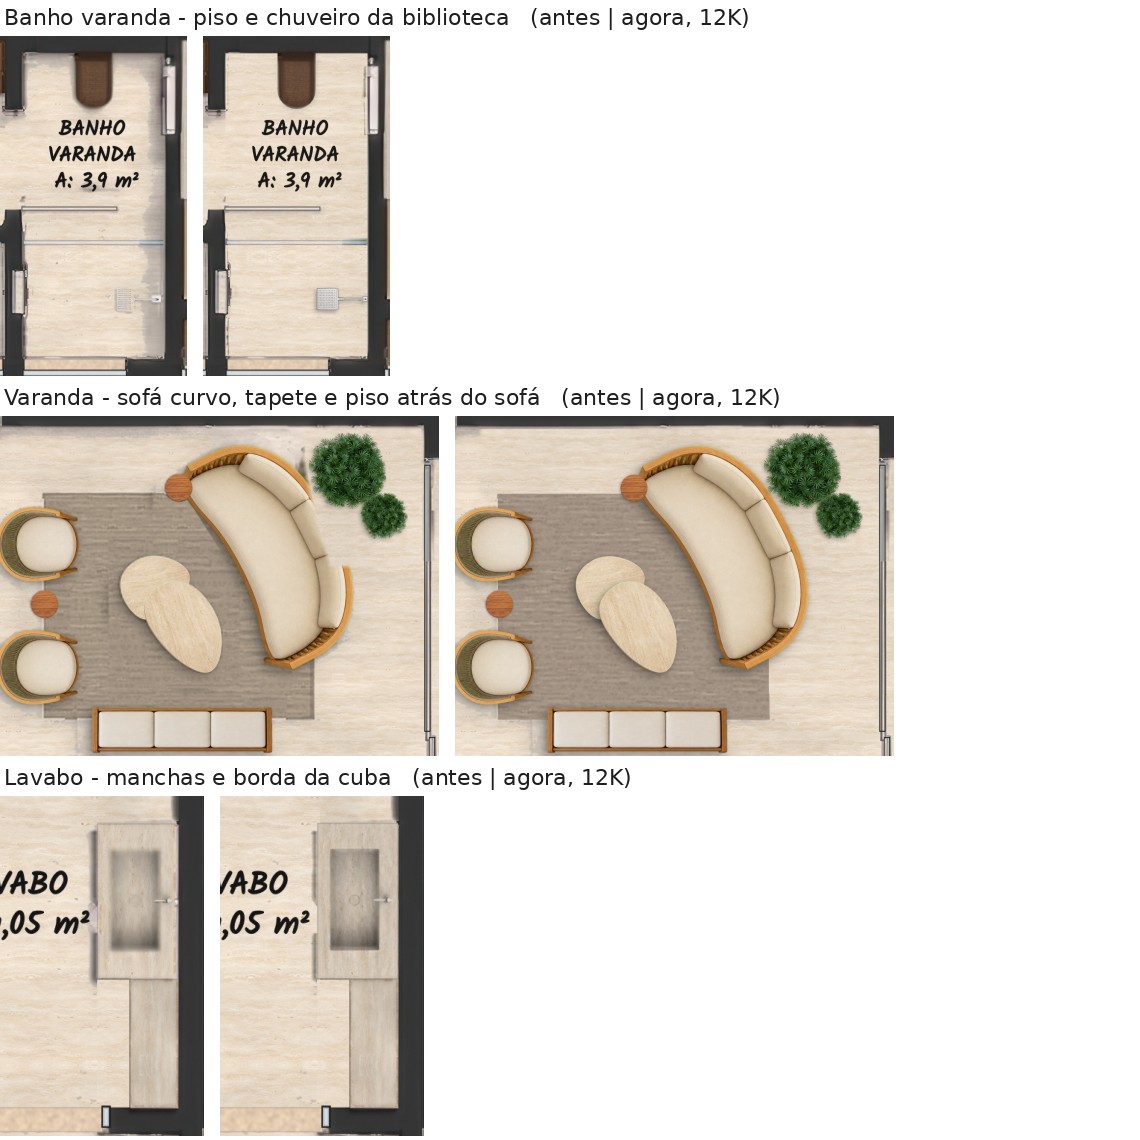 Banho varanda - piso e chuveiro da biblioteca (antes | agora, 12K)
BANHO
VARANDA
A: 3,9 m²
BANHO
VARANDA
A: 3,9 m²
Varanda - sofá curvo, tapete e piso atrás do sofá (antes | agora, 12K)
Lavabo - manchas e borda da cuba (antes | agora, 12K)
VABO
,05 m²
VABO
,05 m²